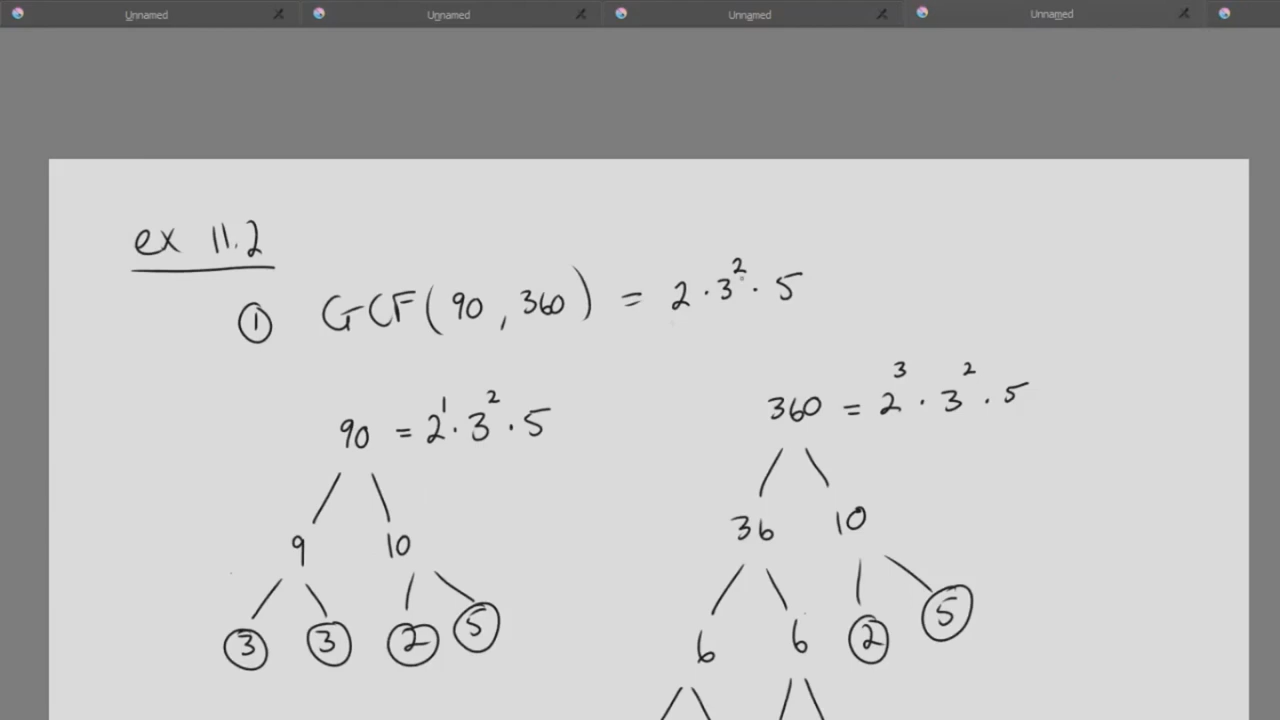 Unnamed Unnamed Unnamed Unnamed
ex 11.2
① GCF(90, 360) = 2 · 3² · 5
90 = 2¹ · 3² · 5
360 = 2³ · 3² · 5
9 10
36 10
3 3 2 5
6 6 2 5